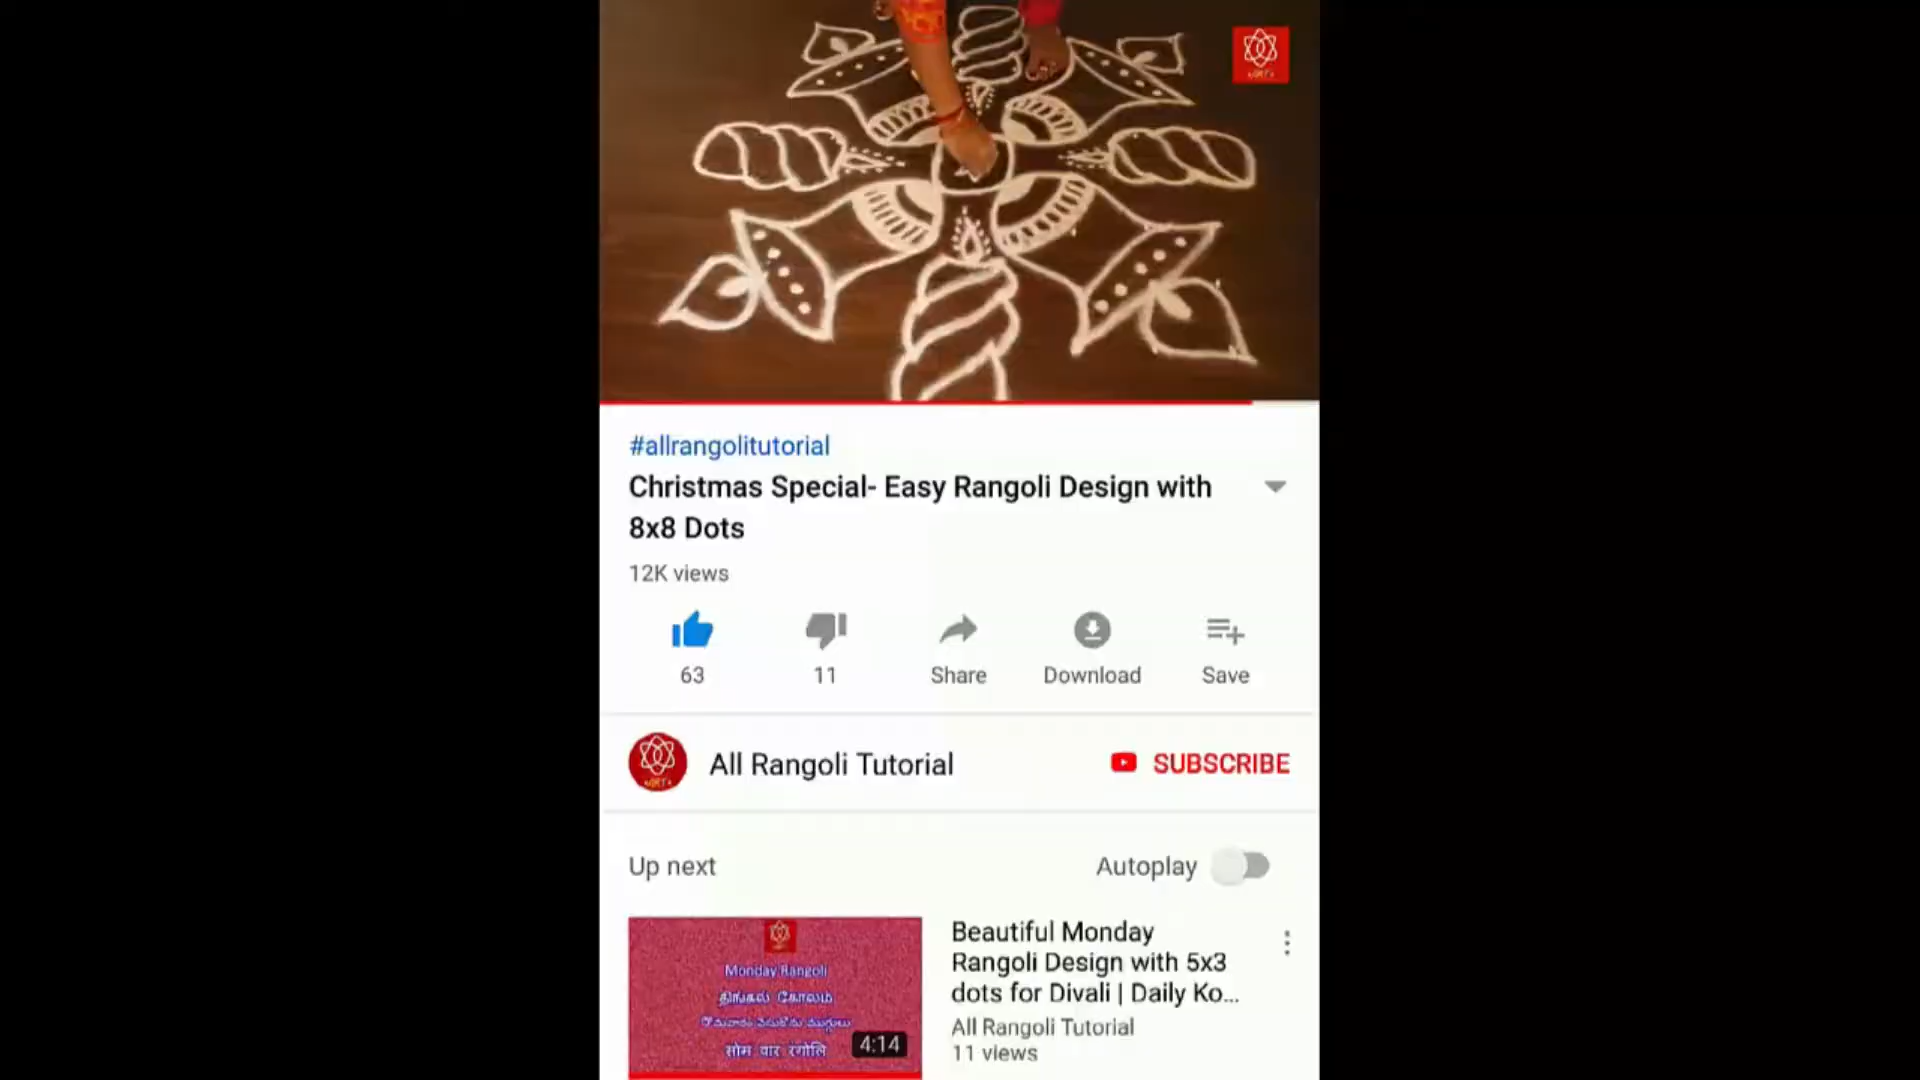 #allrangolitutorial
Christmas Special- Easy Rangoli Design with
8x8 Dots
12K views
63
11
Share
Download
Save
All Rangoli Tutorial
SUBSCRIBE
Up next
Autoplay
Monday Rangoli
திங்கள் கோலம்
सोम वार रंगोलि
4:14
Beautiful Monday
Rangoli Design with 5x3
dots for Divali | Daily Ko...
All Rangoli Tutorial
11 views